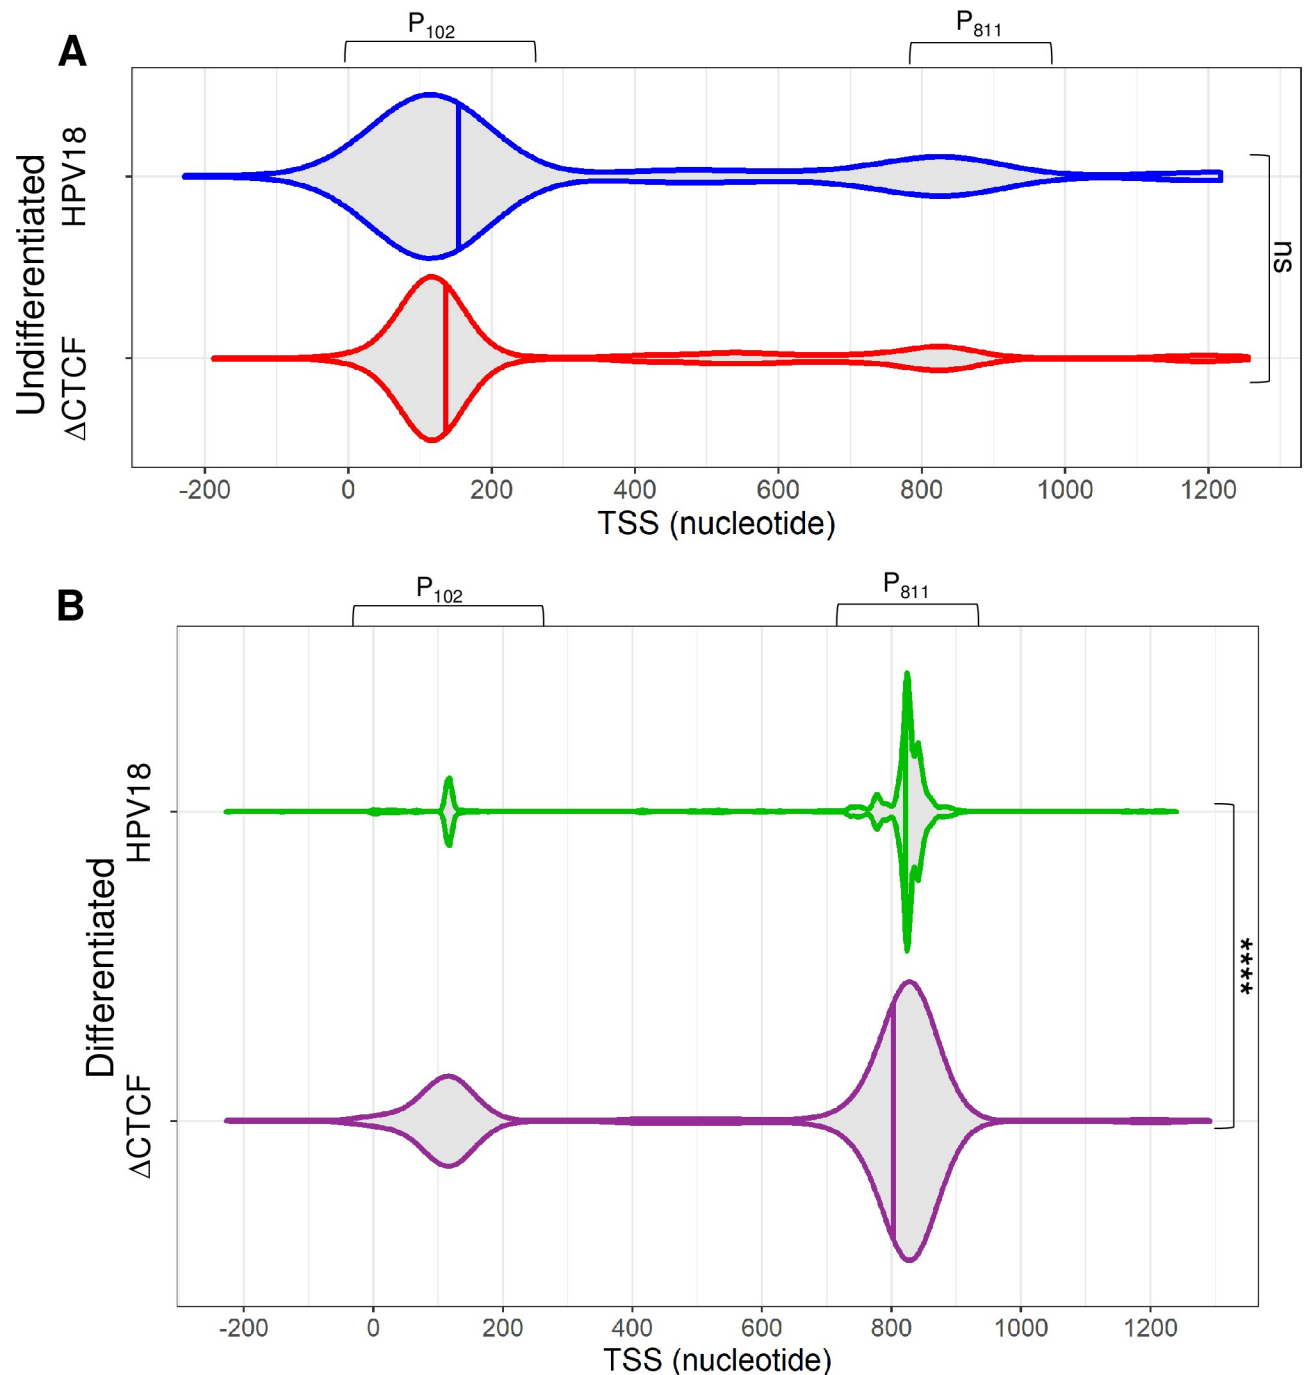 A
P102
P811
Undifferentiated
HPV18
ΔCTCF
ns
-200 0 200 400 600 800 1000 1200
TSS (nucleotide)
B
P102
P811
Differentiated
HPV18
ΔCTCF
****
-200 0 200 400 600 800 1000 1200
TSS (nucleotide)